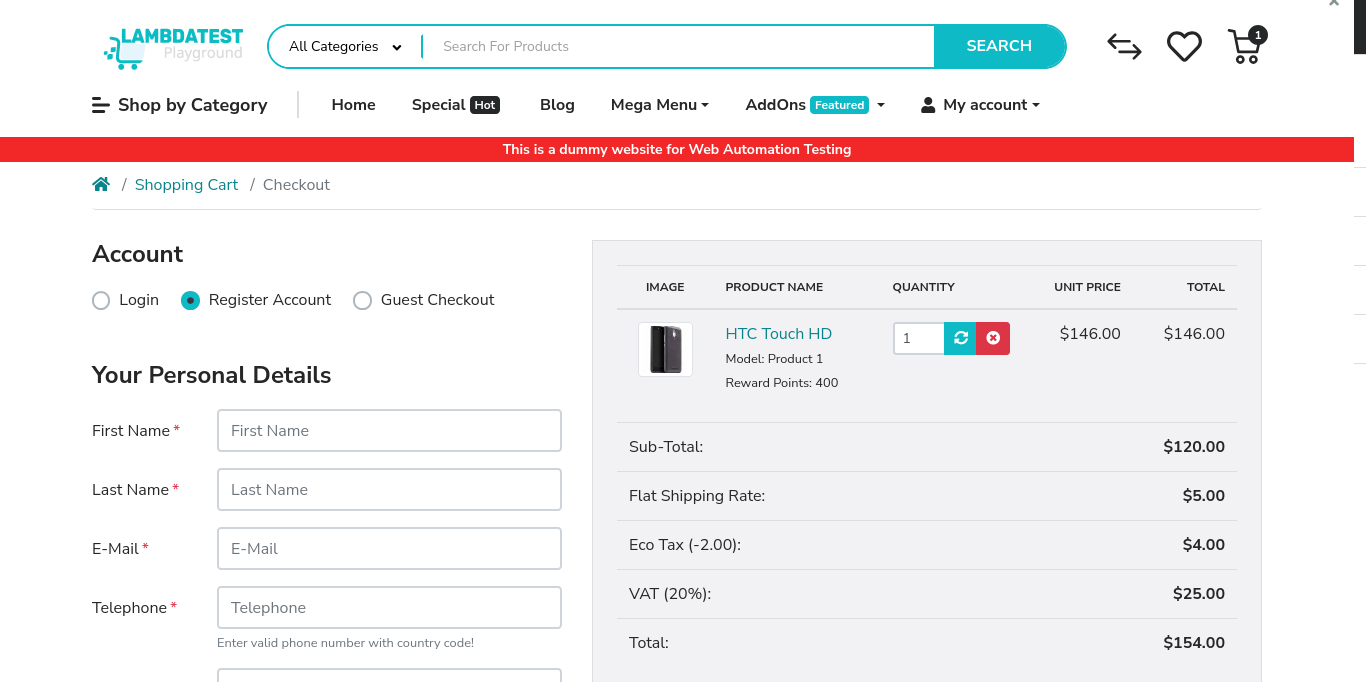 LAMBDATEST
Playground
All Categories
Search For Products
SEARCH
1
Shop by Category
Home
Special Hot
Blog
Mega Menu
AddOns Featured
My account
This is a dummy website for Web Automation Testing
/ Shopping Cart / Checkout
Account
Login
Register Account
Guest Checkout
Your Personal Details
First Name *
First Name
Last Name *
Last Name
E-Mail *
E-Mail
Telephone *
Telephone
Enter valid phone number with country code!
IMAGE PRODUCT NAME QUANTITY UNIT PRICE TOTAL
HTC Touch HD 1 $146.00 $146.00
Model: Product 1
Reward Points: 400
Sub-Total: $120.00
Flat Shipping Rate: $5.00
Eco Tax (-2.00): $4.00
VAT (20%): $25.00
Total: $154.00